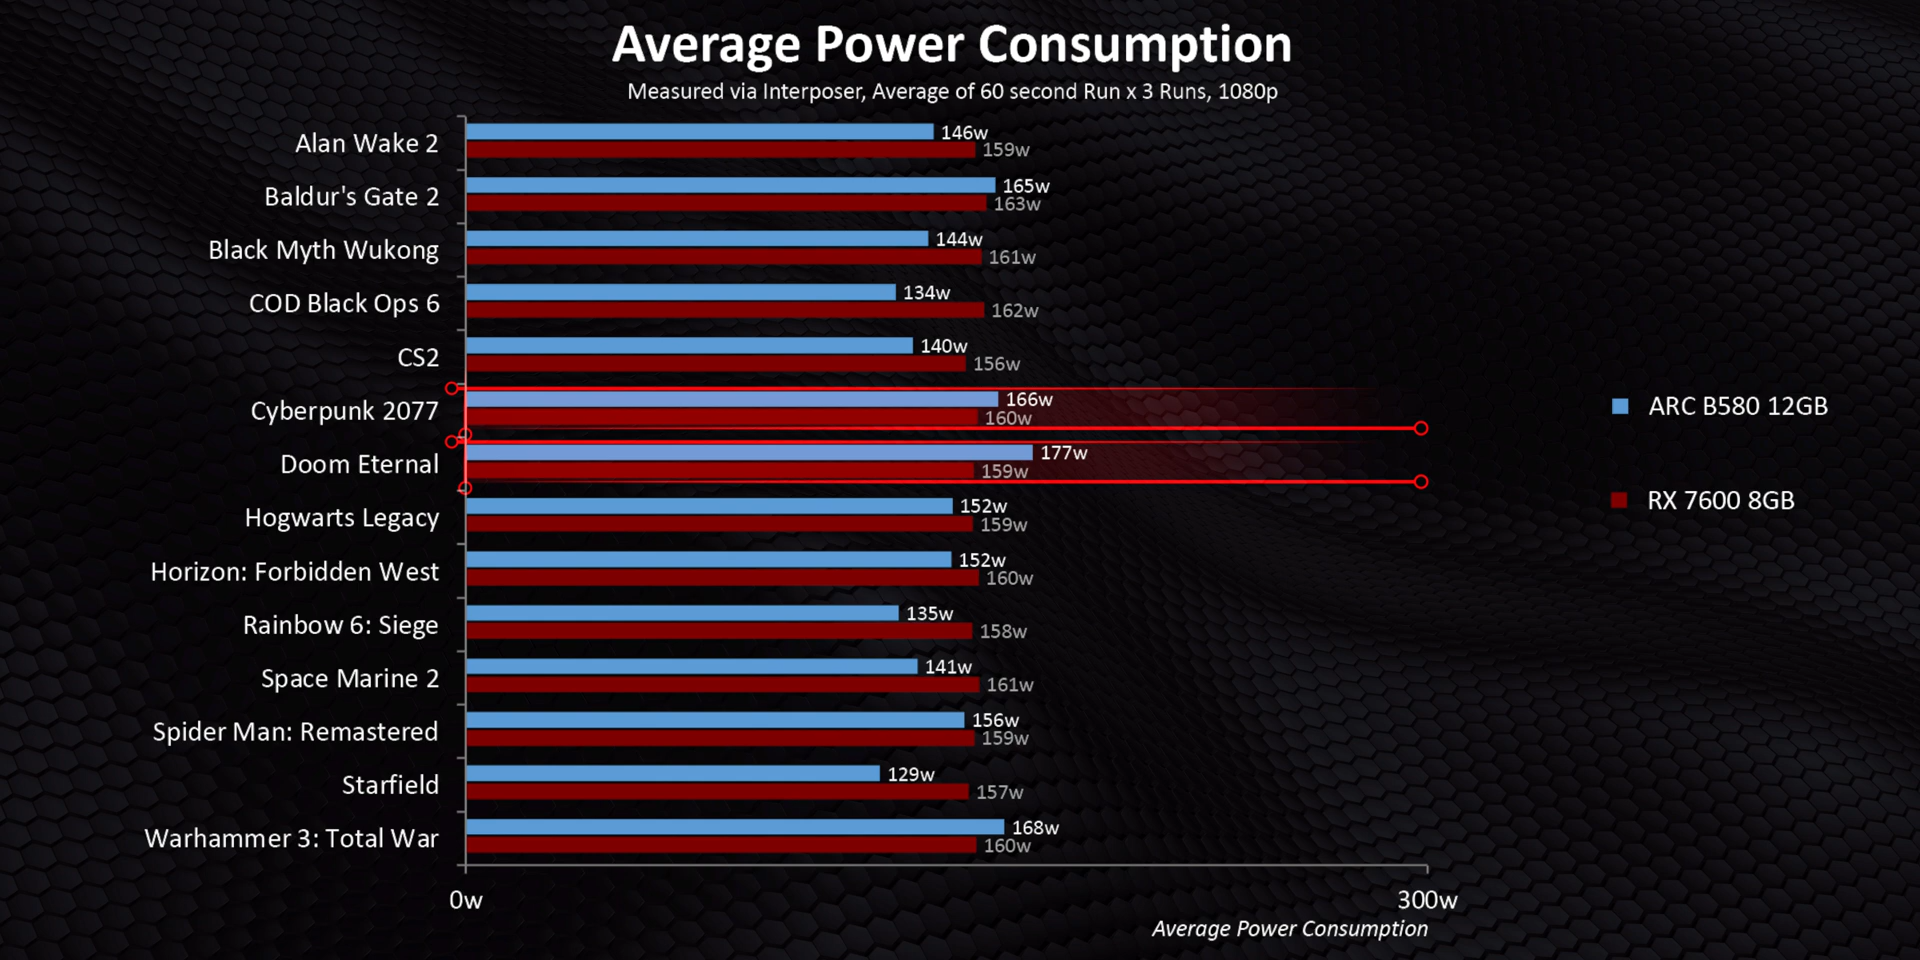 Average Power Consumption
Measured via Interposer, Average of 60 second Run x 3 Runs, 1080p
Alan Wake 2
146w
159w
Baldur's Gate 2
165w
163w
Black Myth Wukong
144w
161w
COD Black Ops 6
134w
162w
CS2
140w
156w
Cyberpunk 2077
166w
160w
Doom Eternal
177w
159w
Hogwarts Legacy
152w
159w
Horizon: Forbidden West
152w
160w
Rainbow 6: Siege
135w
158w
Space Marine 2
141w
161w
Spider Man: Remastered
156w
159w
Starfield
129w
157w
Warhammer 3: Total War
168w
160w
0w
300w
Average Power Consumption
ARC B580 12GB
RX 7600 8GB